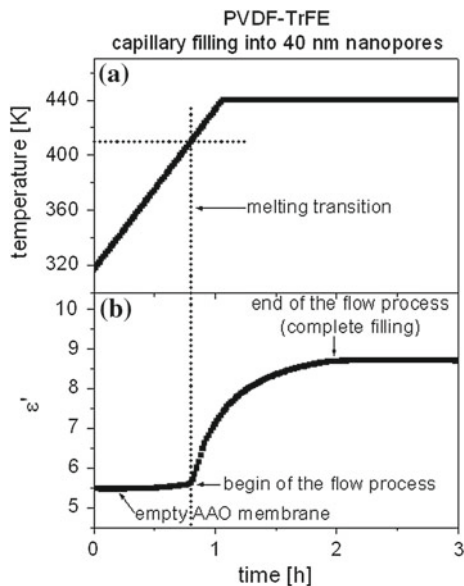 PVDF-TrFE
capillary filling into 40 nm nanopores
(a)
temperature [K]
440
400
360
320
melting transition
(b)
ε'
10
9
8
7
6
5
end of the flow process
(complete filling)
begin of the flow process
empty AAO membrane
0
1
2
3
time [h]